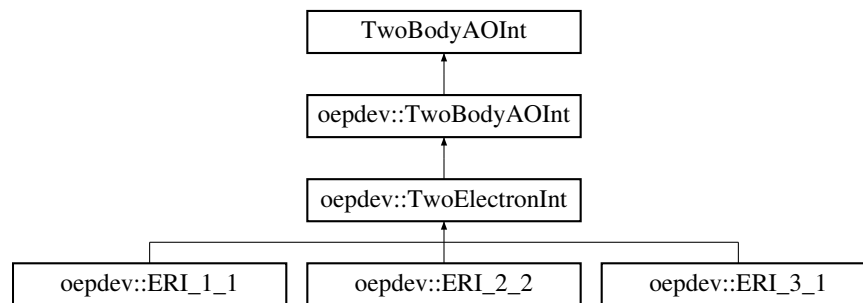 TwoBodyAOInt
oepdev::TwoBodyAOInt
oepdev::TwoElectronInt
oepdev::ERI_1_1 oepdev::ERI_2_2 oepdev::ERI_3_1